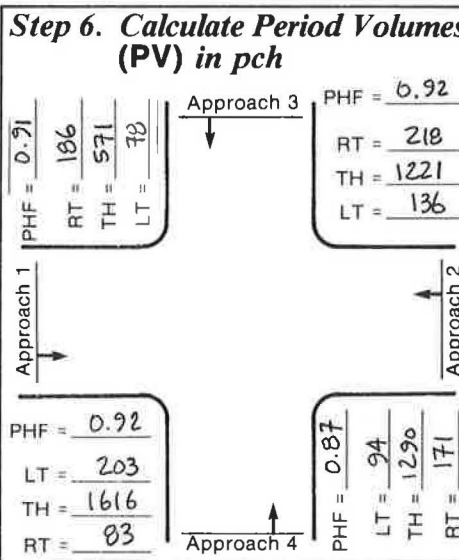 Step 6. Calculate Period Volumes
(PV) in pch
Approach 3
PHF = 0.91
RT = 186
TH = 571
LT = 78
PHF = 0.92
RT = 218
TH = 1221
LT = 136
Approach 1
Approach 2
PHF = 0.92
LT = 203
TH = 1616
RT = 83
Approach 4
PHF = 0.87
LT = 94
TH = 1290
RT = 171